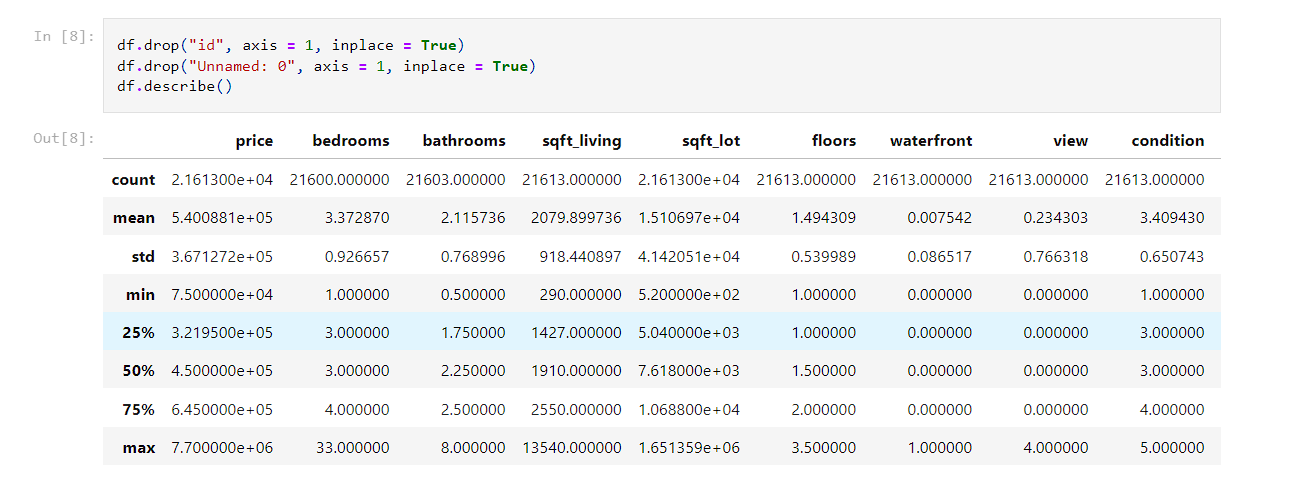 In [8]:
df.drop("id", axis = 1, inplace = True)
df.drop("Unnamed: 0", axis = 1, inplace = True)
df.describe()
Out[8]:
price bedrooms bathrooms sqft_living sqft_lot floors waterfront view condition
count 2.161300e+04 21600.000000 21603.000000 21613.000000 2.161300e+04 21613.000000 21613.000000 21613.000000 21613.000000
mean 5.400881e+05 3.372870 2.115736 2079.899736 1.510697e+04 1.494309 0.007542 0.234303 3.409430
std 3.671272e+05 0.926657 0.768996 918.440897 4.142051e+04 0.539989 0.086517 0.766318 0.650743
min 7.500000e+04 1.000000 0.500000 290.000000 5.200000e+02 1.000000 0.000000 0.000000 1.000000
25% 3.219500e+05 3.000000 1.750000 1427.000000 5.040000e+03 1.000000 0.000000 0.000000 3.000000
50% 4.500000e+05 3.000000 2.250000 1910.000000 7.618000e+03 1.500000 0.000000 0.000000 3.000000
75% 6.450000e+05 4.000000 2.500000 2550.000000 1.068800e+04 2.000000 0.000000 0.000000 4.000000
max 7.700000e+06 33.000000 8.000000 13540.000000 1.651359e+06 3.500000 1.000000 4.000000 5.000000